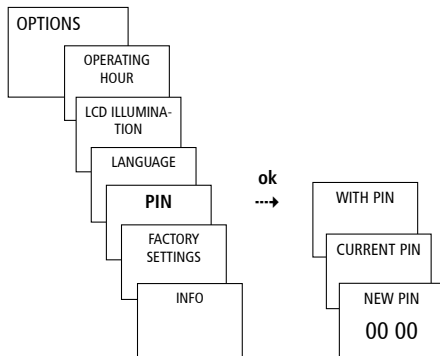 OPTIONS
OPERATING
HOUR
LCD ILLUMINA-
TION
LANGUAGE
PIN
FACTORY
SETTINGS
INFO
ok
WITH PIN
CURRENT PIN
NEW PIN
00 00